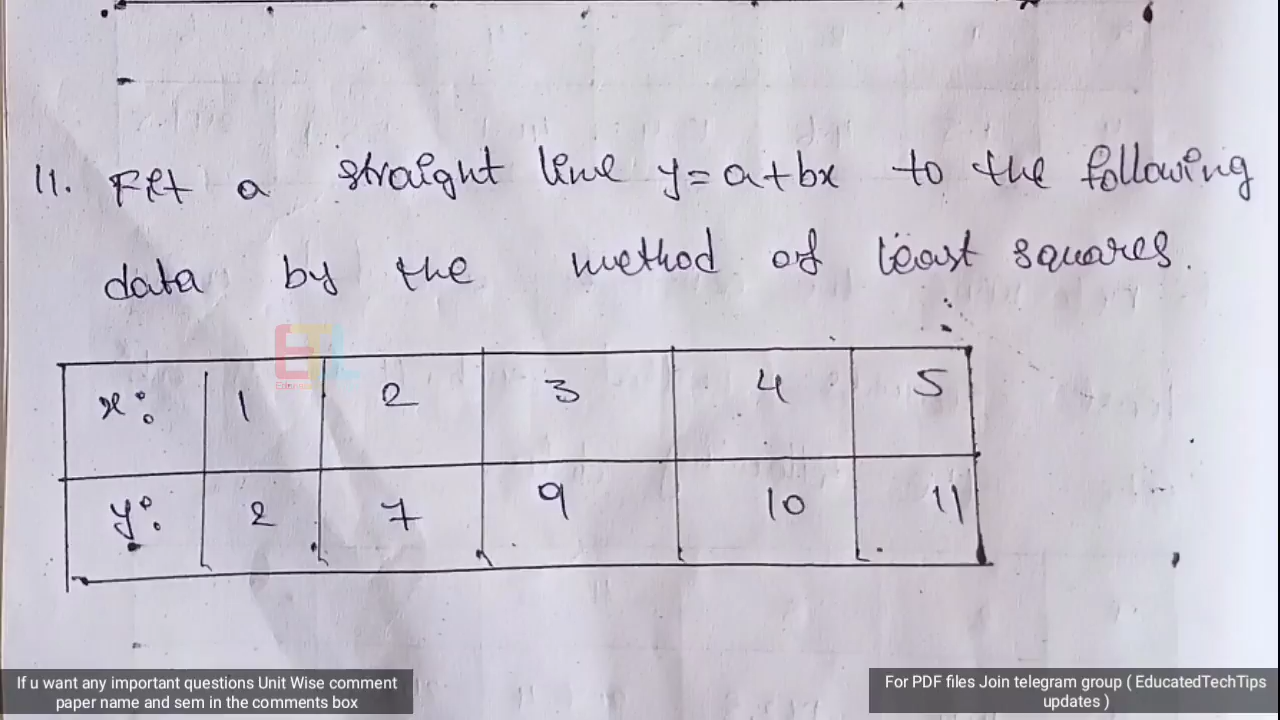 11. Fit a straight line y=a+bx to the following
data by the method of least squares.
x: 1 2 3 4 5
y: 2 7 9 10 11
ETL
If u want any important questions Unit Wise comment
paper name and sem in the comments box
For PDF files Join telegram group ( EducatedTechTips
updates )